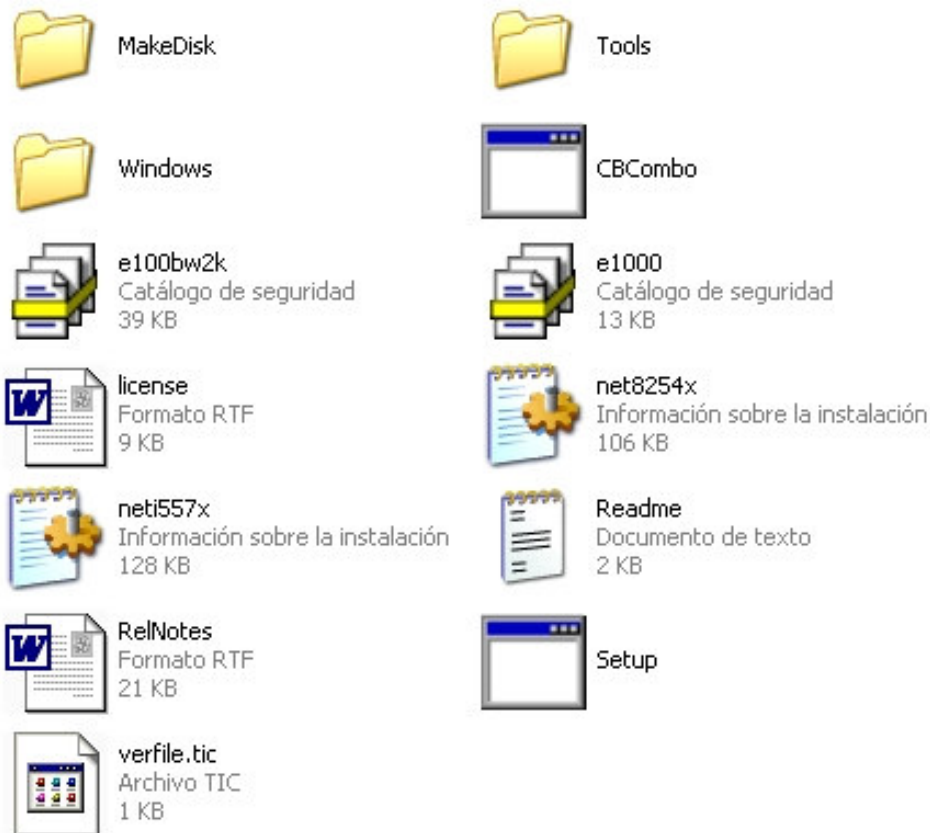 MakeDisk
Tools
Windows
CBCombo
e100bw2k
Catálogo de seguridad
39 KB
e1000
Catálogo de seguridad
13 KB
license
Formato RTF
9 KB
net8254x
Información sobre la instalación
106 KB
neti557x
Información sobre la instalación
128 KB
Readme
Documento de texto
2 KB
RelNotes
Formato RTF
21 KB
Setup
verfile.tic
Archivo TIC
1 KB